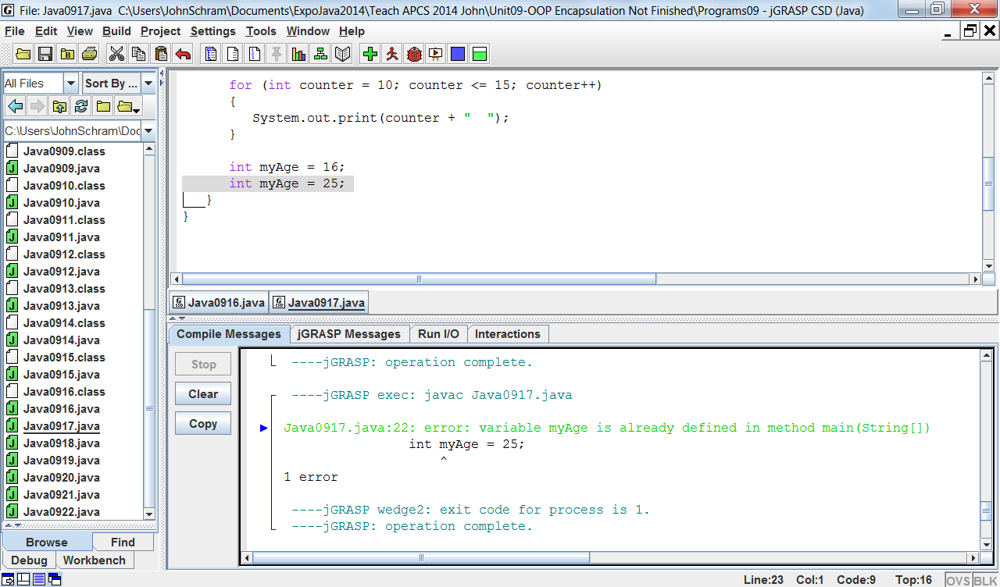 File: Java0917.java C:\Users\JohnSchram\Documents\ExpoJava2014\Teach APCS 2014 John\Unit09-OOP Encapsulation Not Finished\Programs09 - jGRASP CSD (Java)
File Edit View Build Project Settings Tools Window Help
All Files Sort By ...
C:\Users\JohnSchram\Doc
Java0909.class
Java0909.java
Java0910.class
Java0910.java
Java0911.class
Java0911.java
Java0912.class
Java0912.java
Java0913.class
Java0913.java
Java0914.class
Java0914.java
Java0915.class
Java0915.java
Java0916.class
Java0916.java
Java0917.java
Java0918.java
Java0919.java
Java0920.java
Java0921.java
Java0922.java
Browse Find
Debug Workbench
for (int counter = 10; counter <= 15; counter++)
{
System.out.print(counter + "  ");
}
int myAge = 16;
int myAge = 25;
}
}
Java0916.java Java0917.java
Compile Messages jGRASP Messages Run I/O Interactions
Stop
Clear
Copy
----jGRASP: operation complete.
----jGRASP exec: javac Java0917.java
Java0917.java:22: error: variable myAge is already defined in method main(String[])
int myAge = 25;
^
1 error
----jGRASP wedge2: exit code for process is 1.
----jGRASP: operation complete.
Line:23 Col:1 Code:9 Top:16 OVS BLK